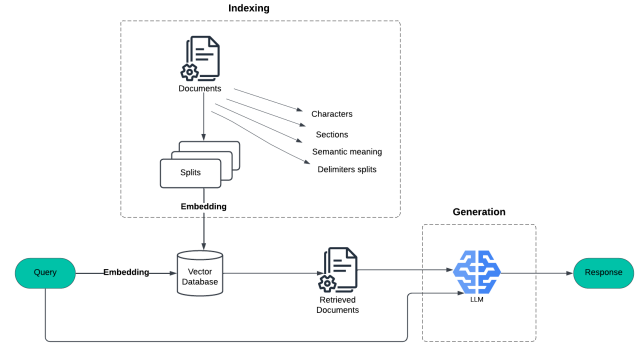 Indexing
Documents
Characters
Sections
Semantic meaning
Delimiters splits
Splits
Embedding
Generation
Query
Embedding
Vector
Database
Retrieved
Documents
LLM
Response